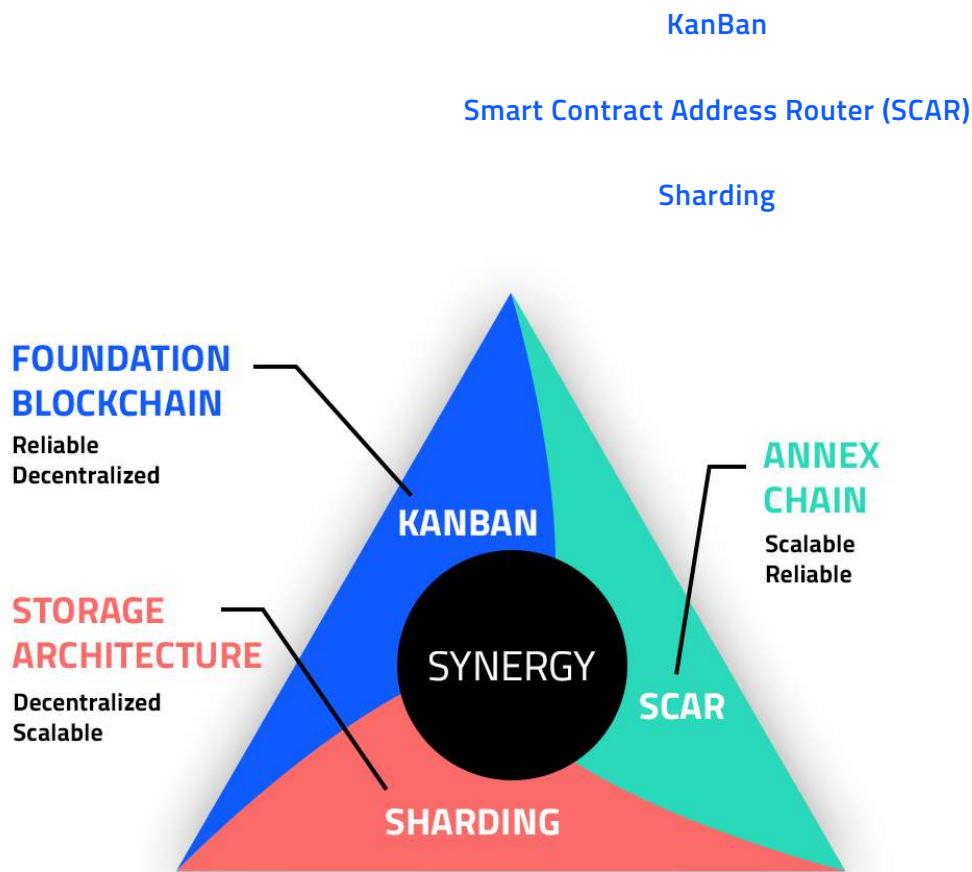 KanBan
Smart Contract Address Router (SCAR)
Sharding
FOUNDATION
BLOCKCHAIN
Reliable
Decentralized
KANBAN
ANNEX
CHAIN
Scalable
Reliable
STORAGE
ARCHITECTURE
Decentralized
Scalable
SYNERGY
SCAR
SHARDING